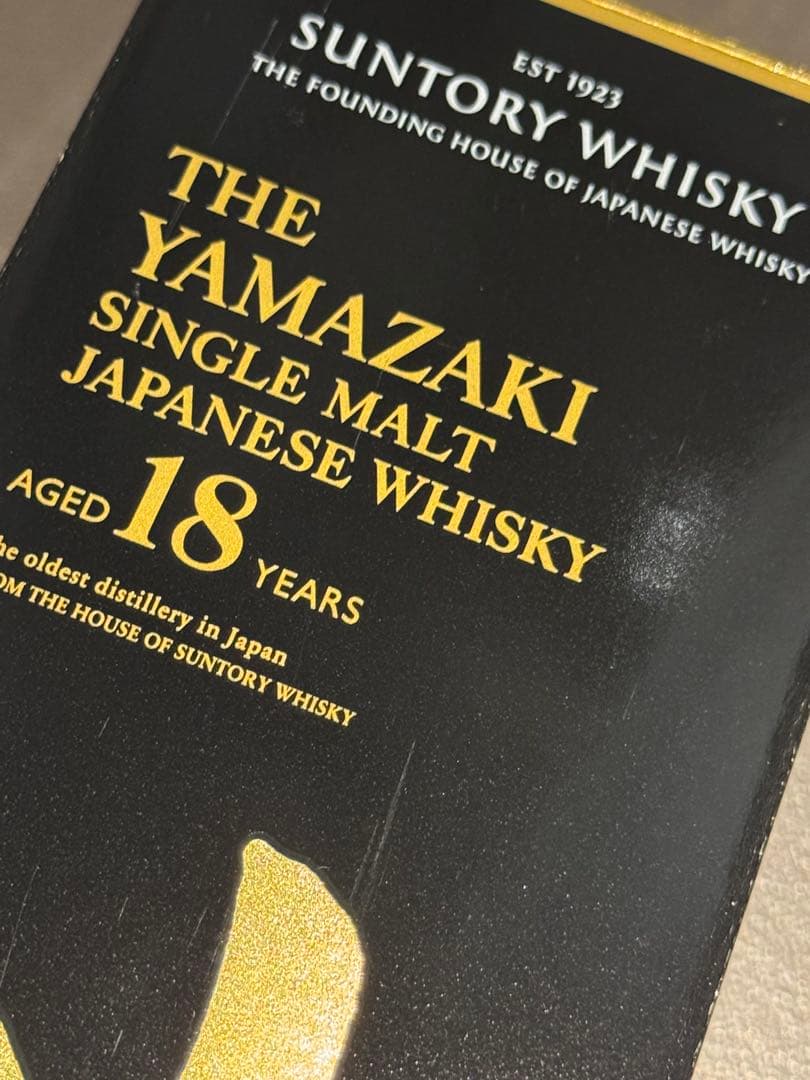 EST 1923
SUNTORY WHISKY
THE FOUNDING HOUSE OF JAPANESE WHISKY
THE
YAMAZAKI
SINGLE MALT
JAPANESE WHISKY
AGED 18 YEARS
he oldest distillery in Japan
OM THE HOUSE OF SUNTORY WHISKY